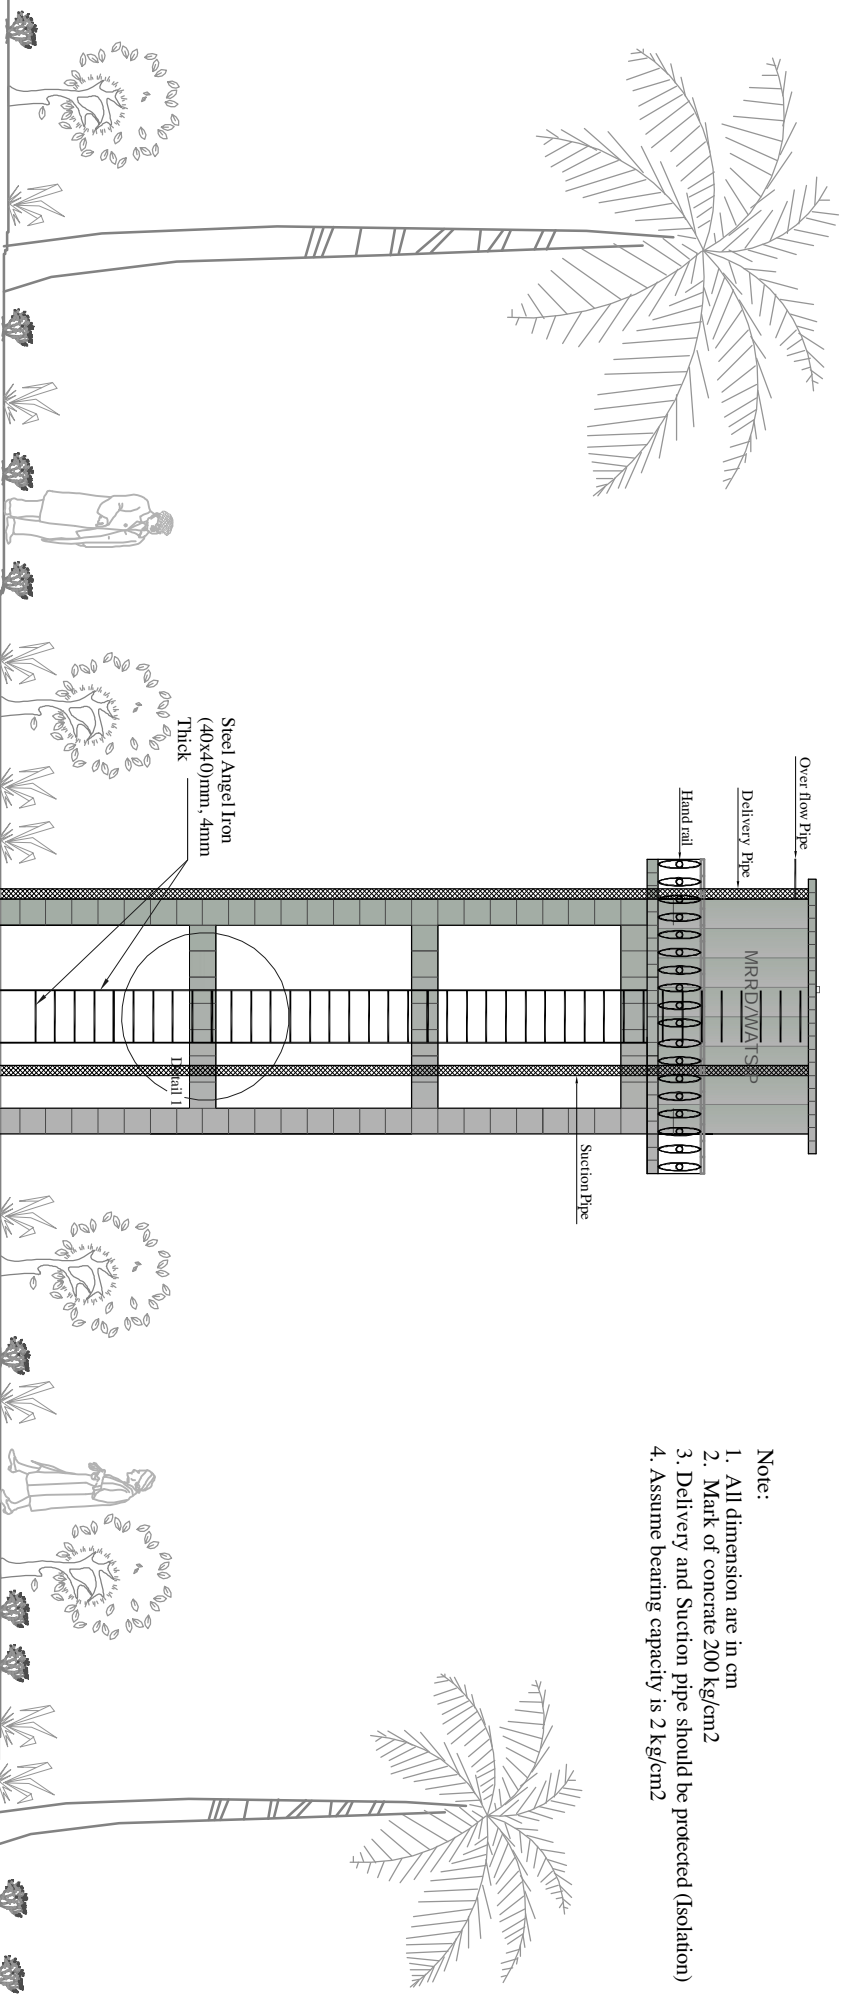 Over flow Pipe
Delivery Pipe
Hand rail
MRRD/WATSIP
Steel Angel Iron
(40x40)mm, 4mm
Thick
Detail 1
Suction Pipe
Note:
1. All dimension are in cm
2. Mark of concrate 200 kg/cm2
3. Delivery and Suction pipe should be protected (Isolation)
4. Assume bearing capacity is 2 kg/cm2